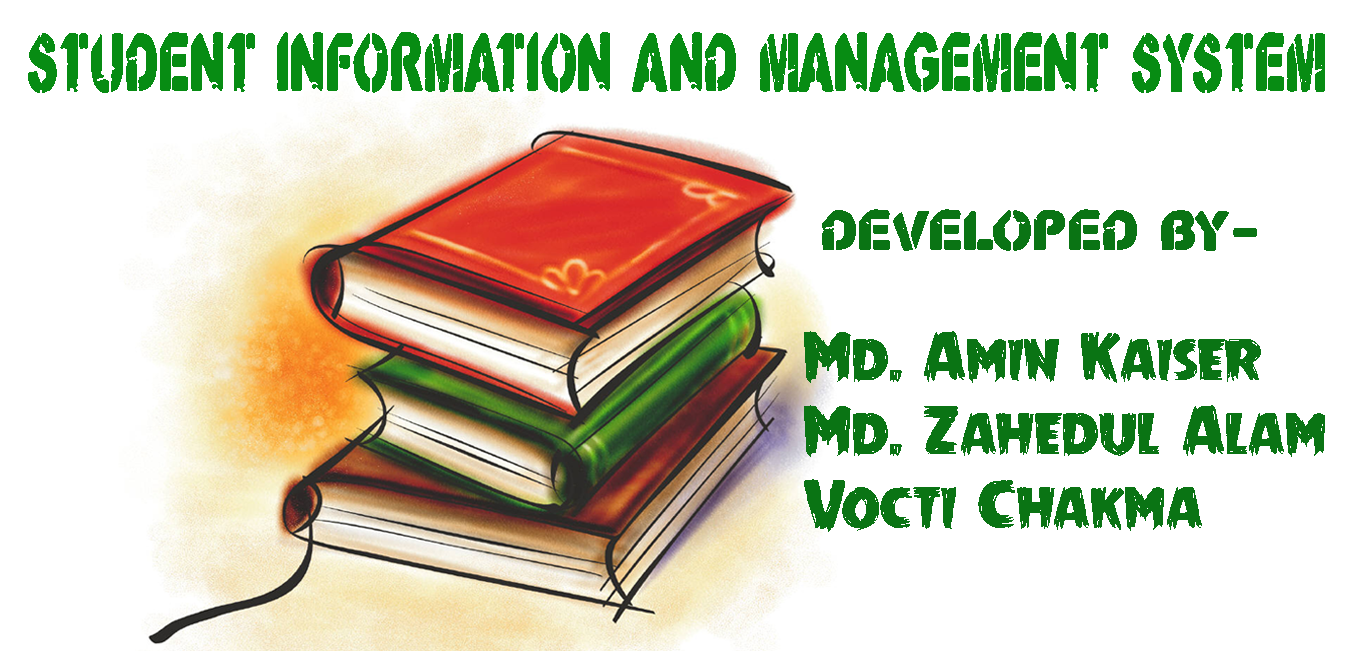 STUDENT INFORMATION AND MANAGEMENT SYSTEM
DEVELOPED BY-
MD. AMIN KAISER
MD. ZAHEDUL ALAM
VOCTI CHAKMA